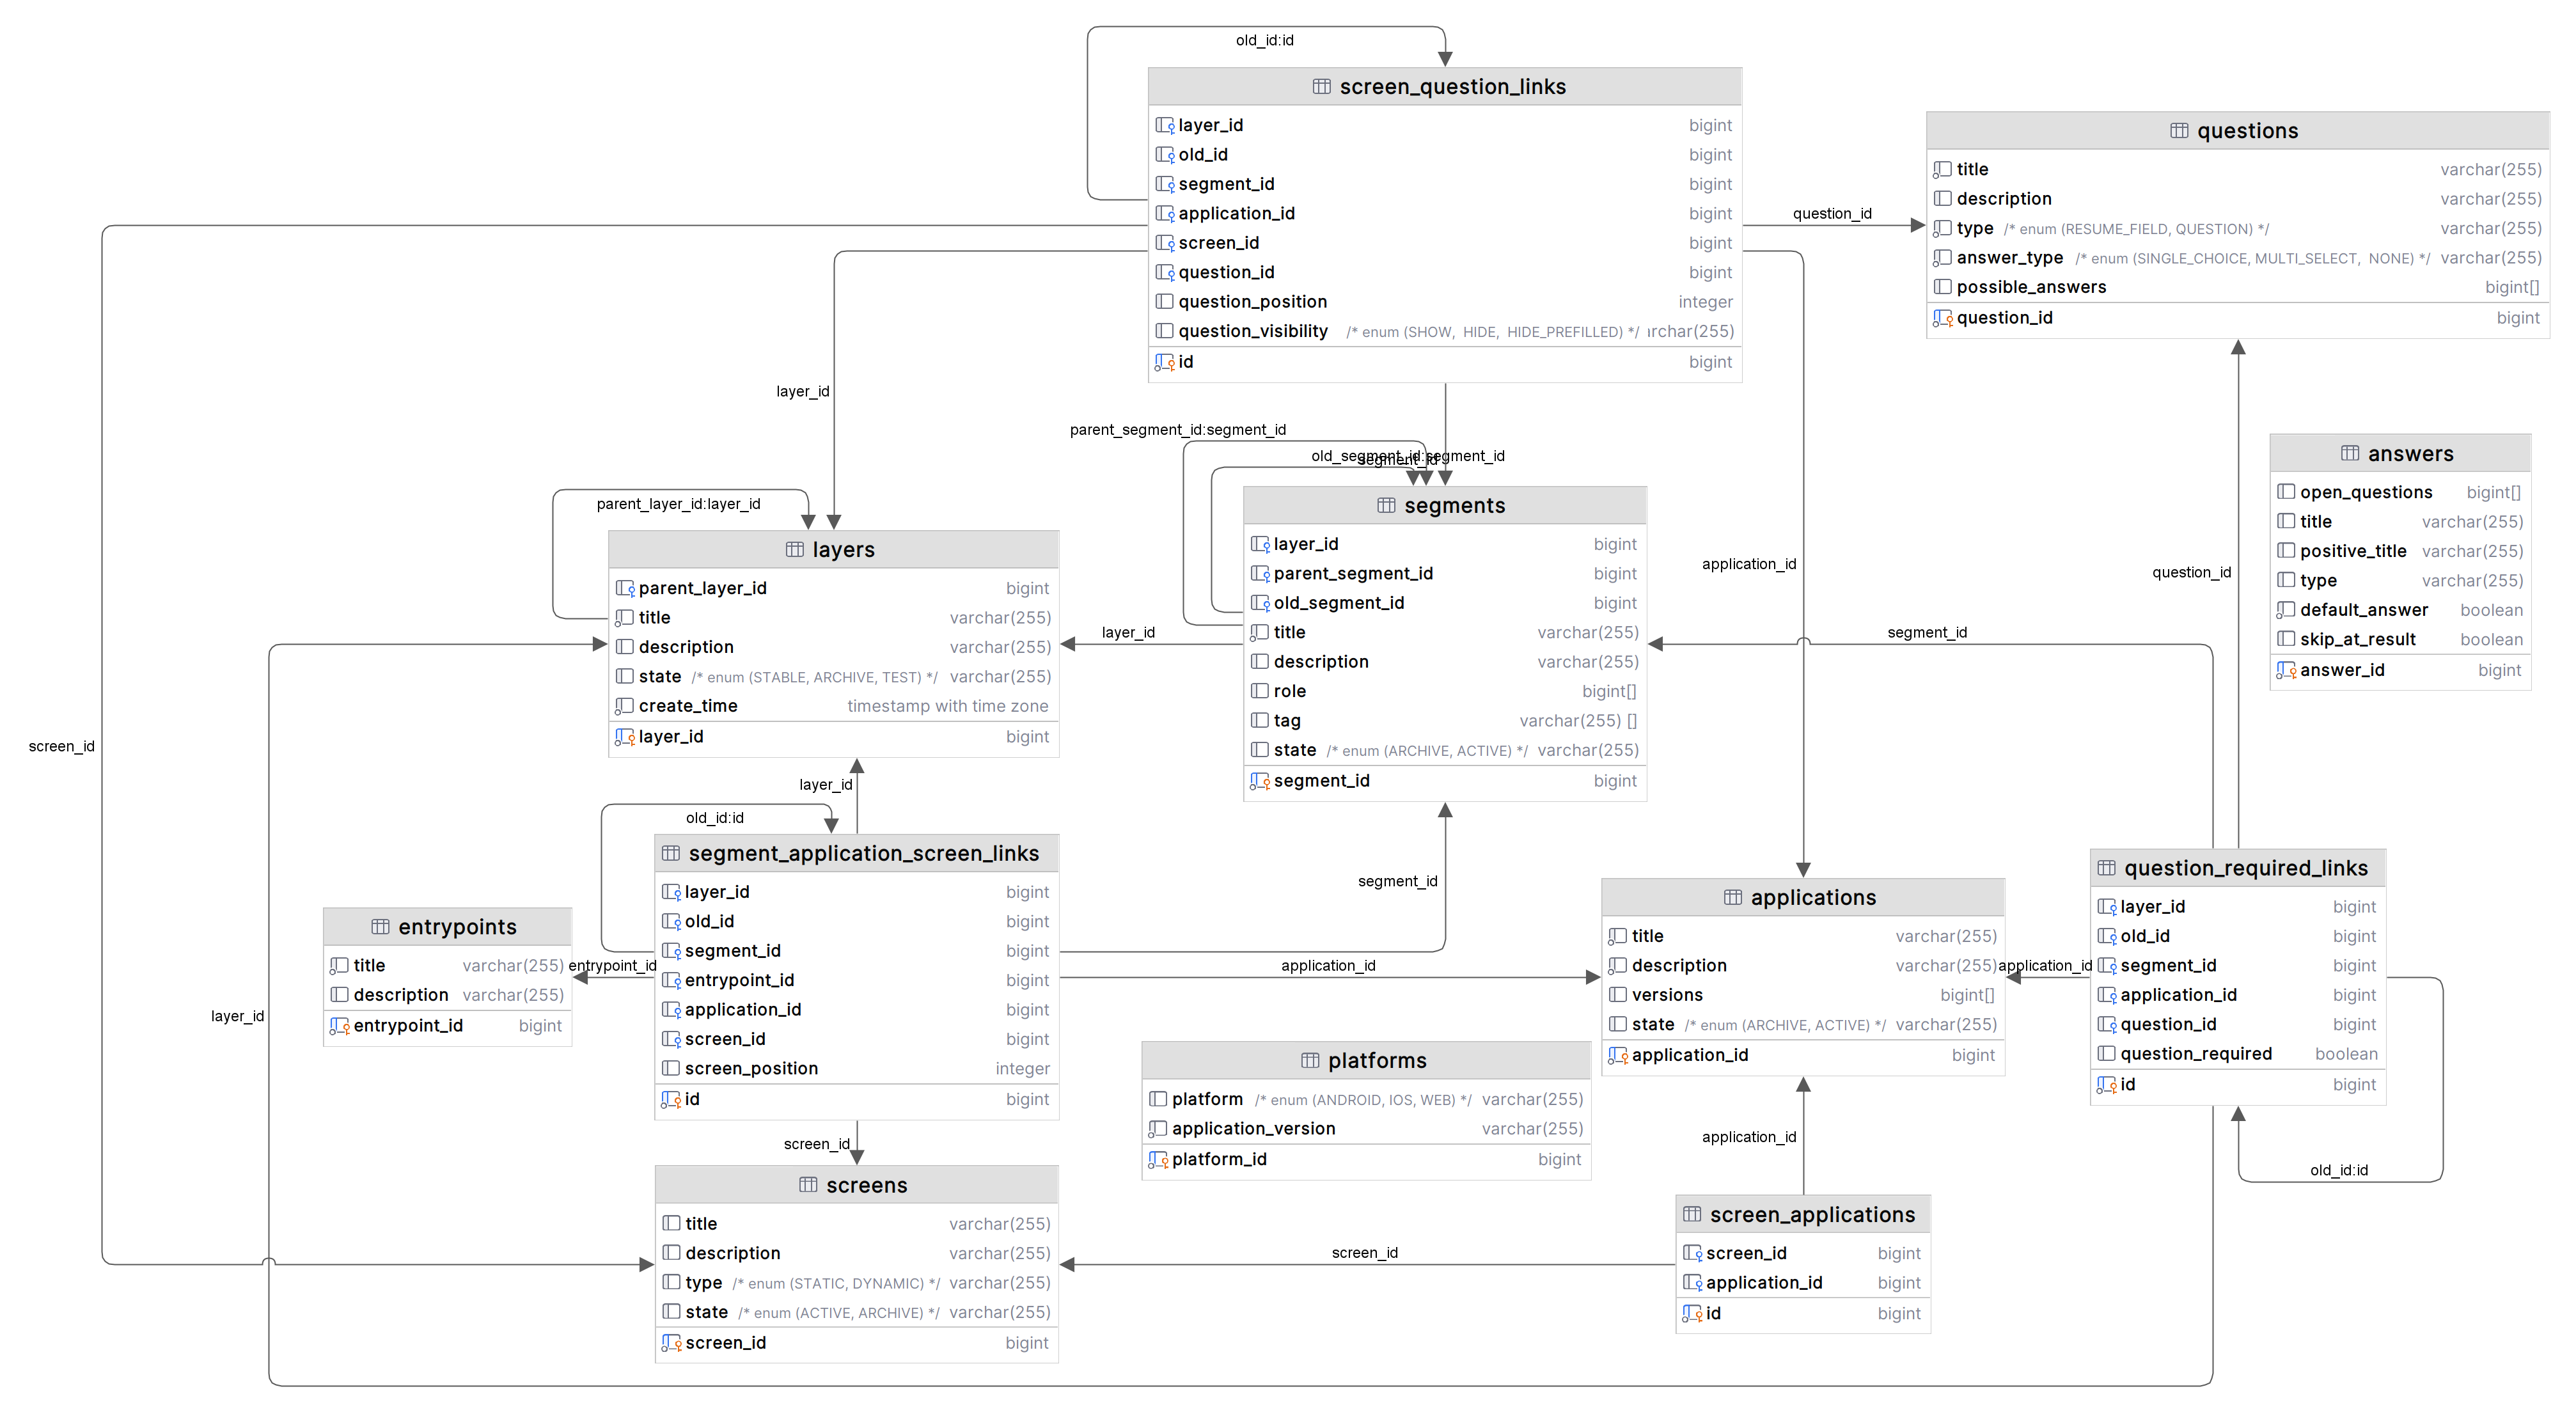 old_id:id
screen_question_links
layer_id bigint
old_id bigint
segment_id bigint
application_id bigint
screen_id bigint
question_id bigint
question_position integer
question_visibility /* enum (SHOW, HIDE, HIDE_PREFILLED) */ rchar(255)
id bigint
question_id
questions
title varchar(255)
description varchar(255)
type /* enum (RESUME_FIELD, QUESTION) */ varchar(255)
answer_type /* enum (SINGLE_CHOICE, MULTI_SELECT, NONE) */ varchar(255)
possible_answers bigint[]
question_id bigint
layer_id
parent_segment_id:segment_id
old_segment_id:segment_id
segment_id
answers
open_questions bigint[]
title varchar(255)
positive_title varchar(255)
type varchar(255)
default_answer boolean
skip_at_result boolean
answer_id bigint
parent_layer_id:layer_id
layers
parent_layer_id bigint
title varchar(255)
description varchar(255)
state /* enum (STABLE, ARCHIVE, TEST) */ varchar(255)
create_time timestamp with time zone
layer_id bigint
segments
layer_id bigint
parent_segment_id bigint
old_segment_id bigint
title varchar(255)
description varchar(255)
role bigint[]
tag varchar(255) []
state /* enum (ARCHIVE, ACTIVE) */ varchar(255)
segment_id bigint
application_id
question_id
layer_id
segment_id
screen_id
layer_id
old_id:id
segment_application_screen_links
layer_id bigint
old_id bigint
segment_id bigint
entrypoint_id bigint
application_id bigint
screen_id bigint
screen_position integer
id bigint
segment_id
entrypoints
title varchar(255)
description varchar(255)
entrypoint_id bigint
entrypoint_id
application_id
applications
title varchar(255)
description varchar(255)
versions bigint[]
state /* enum (ARCHIVE, ACTIVE) */ varchar(255)
application_id bigint
application_id
question_required_links
layer_id bigint
old_id bigint
segment_id bigint
application_id bigint
question_id bigint
question_required boolean
id bigint
layer_id
platforms
platform /* enum (ANDROID, IOS, WEB) */ varchar(255)
application_version varchar(255)
platform_id bigint
screen_id
application_id
old_id:id
screens
title varchar(255)
description varchar(255)
type /* enum (STATIC, DYNAMIC) */ varchar(255)
state /* enum (ACTIVE, ARCHIVE) */ varchar(255)
screen_id bigint
screen_id
screen_applications
screen_id bigint
application_id bigint
id bigint